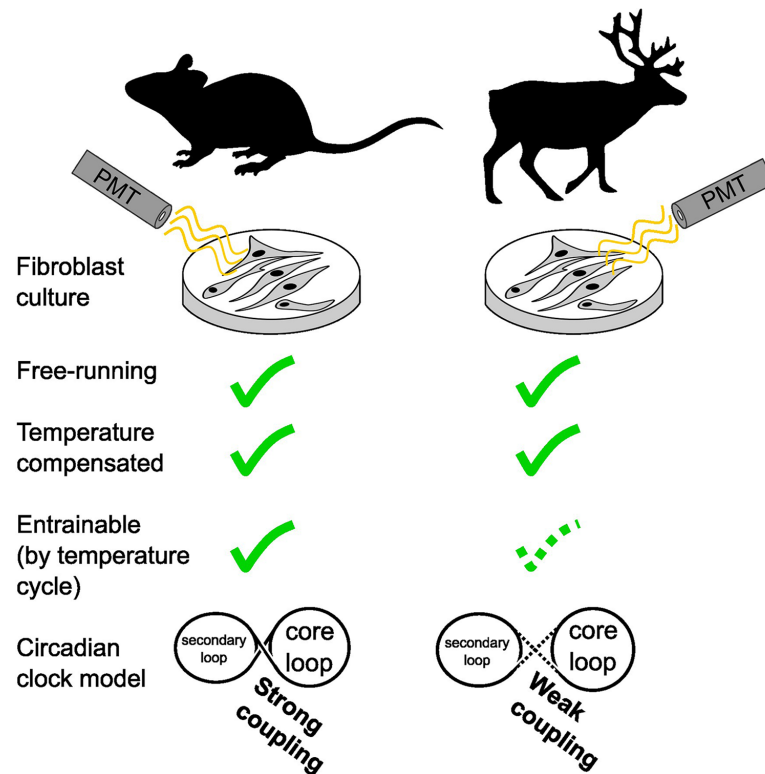 PMT
PMT
Fibroblast
culture
Free-running
Temperature
compensated
Entrainable
(by temperature
cycle)
Circadian
clock model
secondary
loop
core
loop
Strong
coupling
secondary
loop
core
loop
Weak
coupling